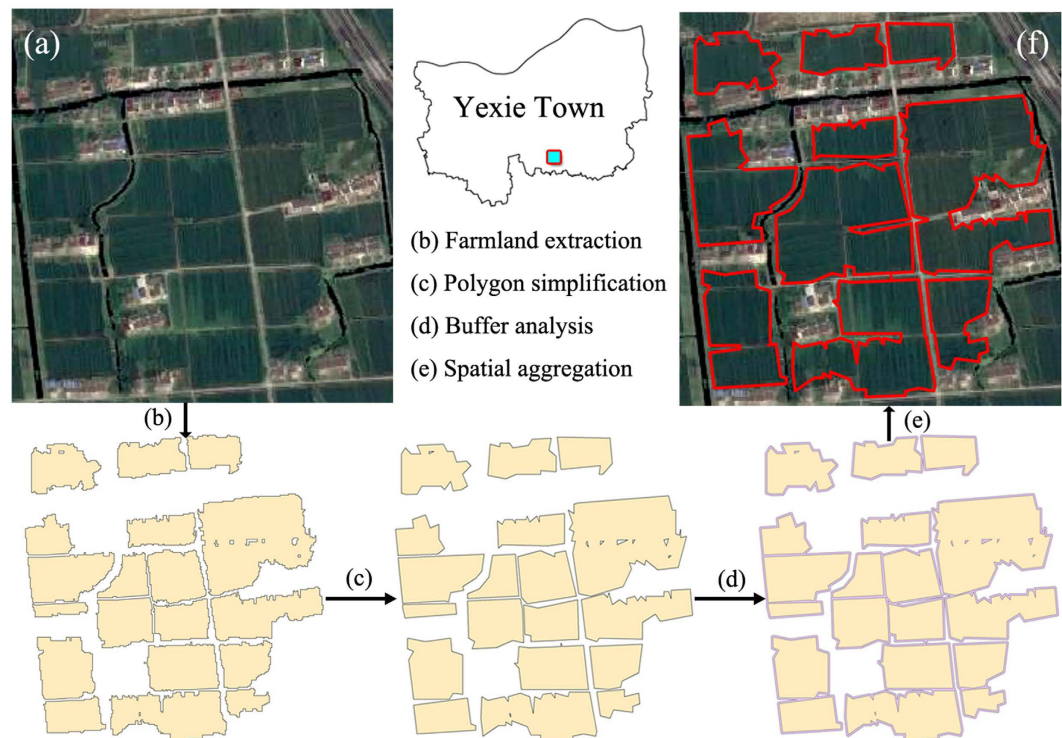 (a)
Yexie Town
(f)
(b) Farmland extraction
(c) Polygon simplification
(d) Buffer analysis
(e) Spatial aggregation
(b)
(e)
(c)
(d)